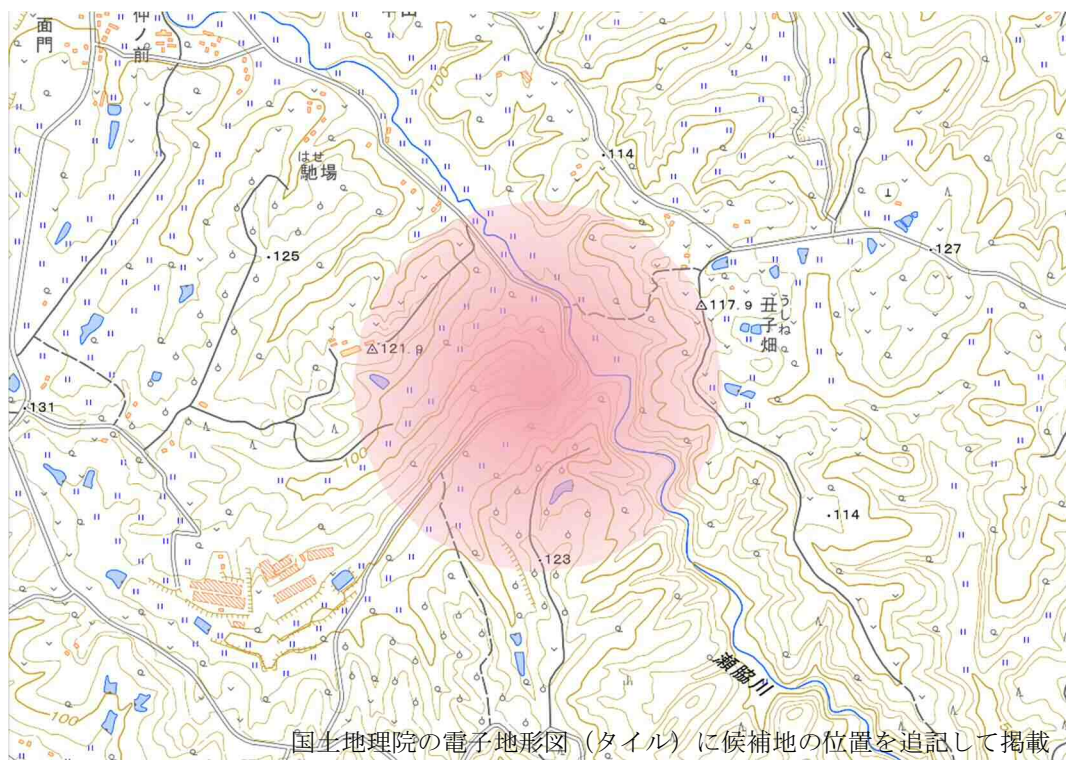 面門
仲ノ前
100
・114
はせ
馳場
・125
・127
△117.9
うしね
丑子畑
△121.9
・131
100
・114
・123
瀬脇川
100
国土地理院の電子地形図（タイル）に候補地の位置を追記して掲載